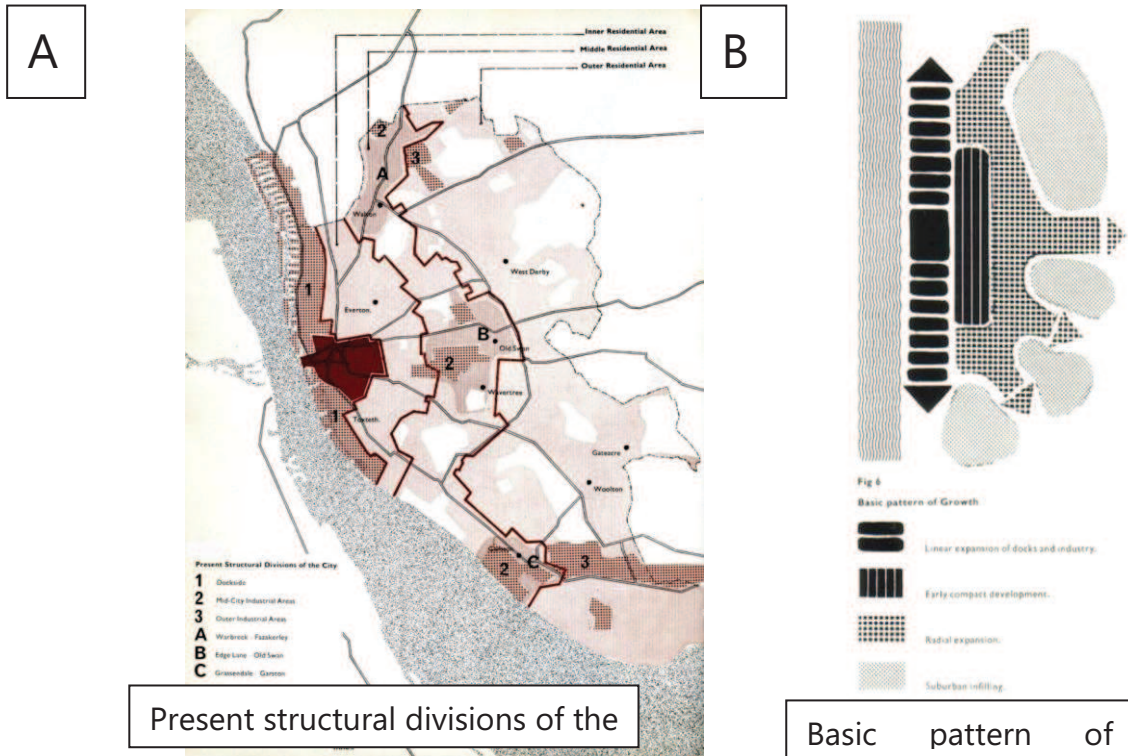 A
Inner Residential Area
Middle Residential Area
Outer Residential Area
2
3
A
Walton
West Derby
1
Everton
B
Old Swan
2
Wavertree
1
Toxteth
Gateacre
Woolton
C
2
3
Present Structural Divisions of the City
1 Dockside
2 Mid-City Industrial Areas
3 Outer Industrial Areas
A Warbreck - Fazakerley
B Edge Lane - Old Swan
C Grassendale - Garston
Present structural divisions of the
B
Fig 6
Basic pattern of Growth
Linear expansion of docks and industry.
Early compact development.
Radial expansion.
Suburban infilling.
Basic pattern of